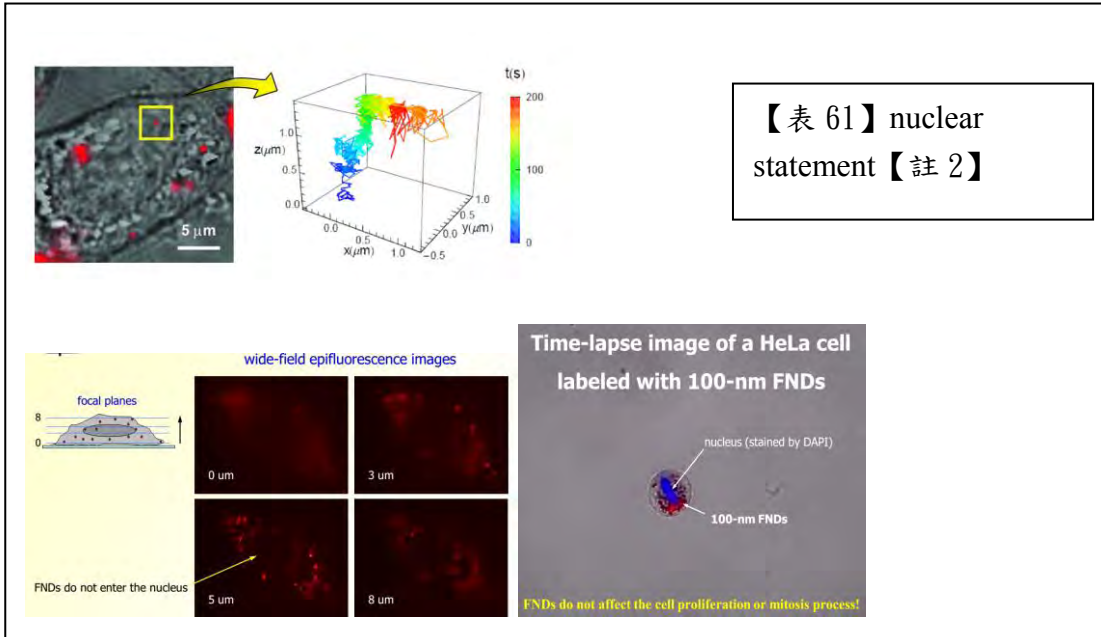 t(s)
200
100
0
z(μm)
1.0
0.5
0.0
0.0
0.5
1.0
x(μm)
-0.5
0.0
0.5
1.0
y(μm)
5 μm
【表 61】nuclear
statement【註 2】
wide-field epifluorescence images
focal planes
8
0
0 um
3 um
5 um
8 um
FNDs do not enter the nucleus
Time-lapse image of a HeLa cell
labeled with 100-nm FNDs
nucleus (stained by DAPI)
100-nm FNDs
FNDs do not affect the cell proliferation or mitosis process!